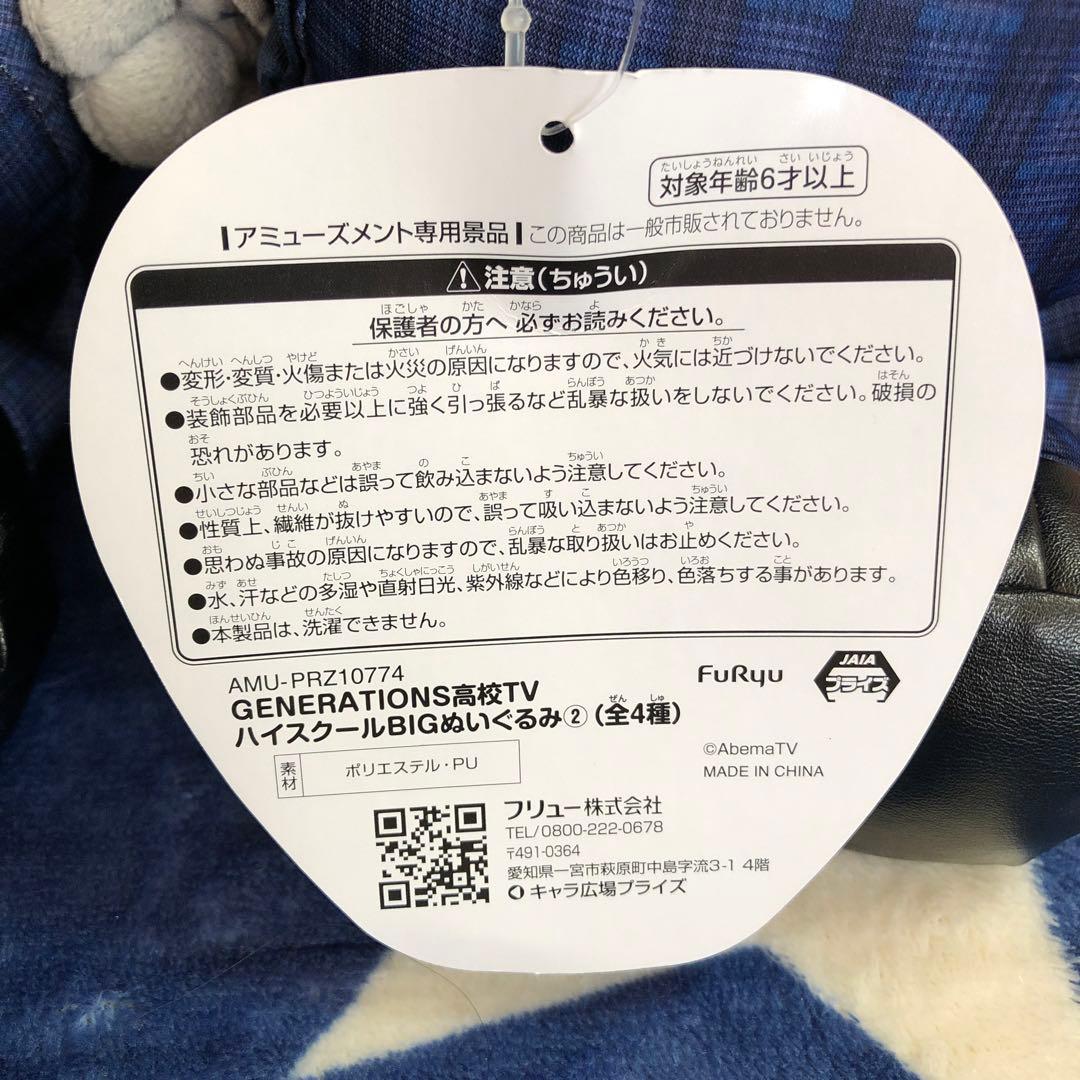 たいしょうねんれい さい いじょう
対象年齢6才以上
アミューズメント専用景品 この商品は一般市販されておりません。
注意(ちゅうい)
ほごしゃ かた かなら よ
保護者の方へ 必ずお読みください。
へんけい へんしつ やけど かさい げんいん かき ちか
●変形・変質・火傷または火災の原因になりますので、火気には近づけないでください。
そうしょくぶひん ひつよういじょう つよ ひ ぱ らんぼう あつか はそん
●装飾部品を必要以上に強く引っ張るなど乱暴な扱いをしないでください。破損の
おそ
恐れがあります。
ちい ぶひん あやま の こ ちゅうい
●小さな部品などは誤って飲み込まないよう注意してください。
せいしつじょう せんい ぬ あやま す こ ちゅうい
●性質上、繊維が抜けやすいので、誤って吸い込まないよう注意してください。
おも じこ げんいん らんぼう と あつか や
●思わぬ事故の原因になりますので、乱暴な取り扱いはお止めください。
みず あせ たしつ ちょくしゃにっこう しがいせん いろうつ いろお こと
●水、汗などの多湿や直射日光、紫外線などにより色移り、色落ちする事があります。
ほんせいひん せんたく
●本製品は、洗濯できません。
AMU-PRZ10774
GENERATIONS高校TV
ぜん しゅ
ハイスクールBIGぬいぐるみ②(全4種)
FuRyu
JAIA
プライズ
素材 ポリエステル・PU
©AbemaTV
MADE IN CHINA
フリュー株式会社
TEL/0800-222-0678
〒491-0364
愛知県一宮市萩原町中島字流3-1 4階
キャラ広場プライズ